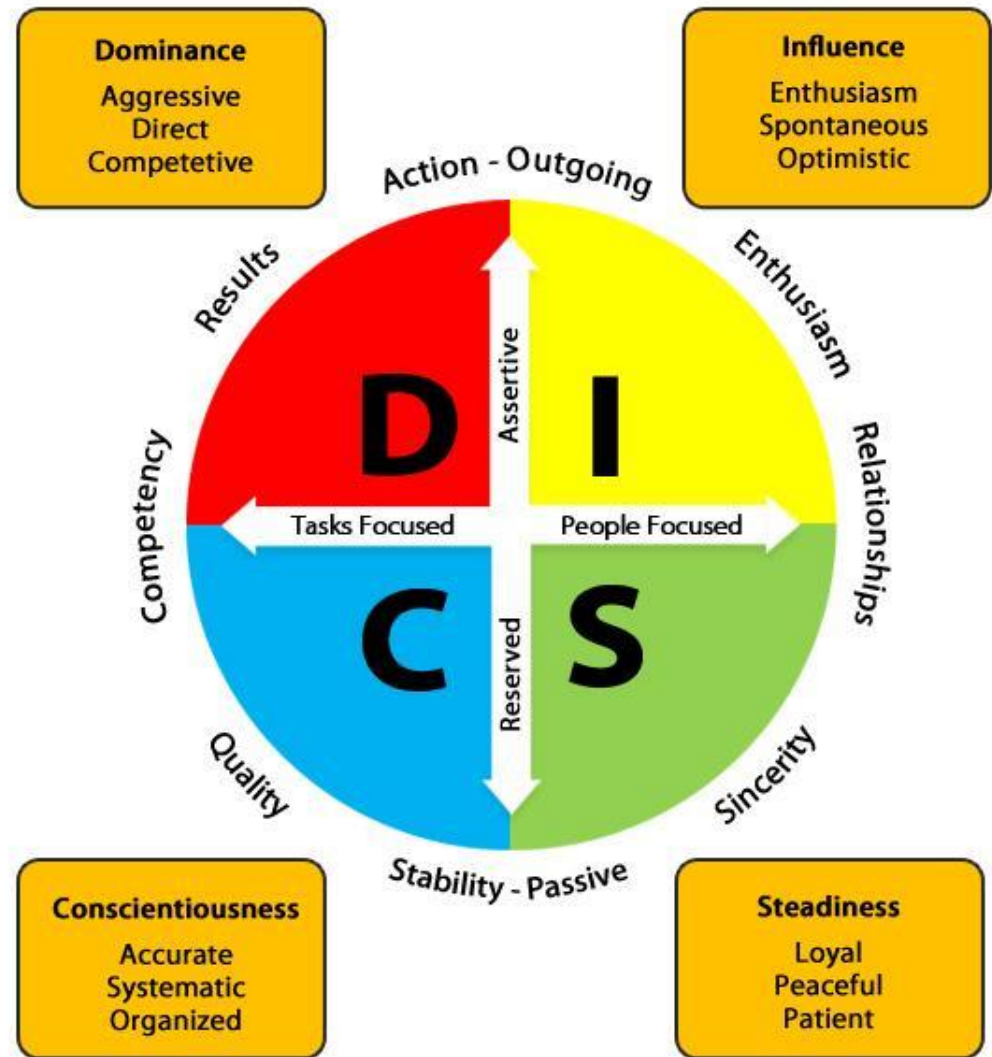 Dominance
Aggressive
Direct
Competetive
Influence
Enthusiasm
Spontaneous
Optimistic
Action - Outgoing
Results
Enthusiasm
Assertive
D
I
Competency
Tasks Focused
People Focused
Relationships
C
S
Reserved
Quality
Sincerity
Stability - Passive
Conscientiousness
Accurate
Systematic
Organized
Steadiness
Loyal
Peaceful
Patient